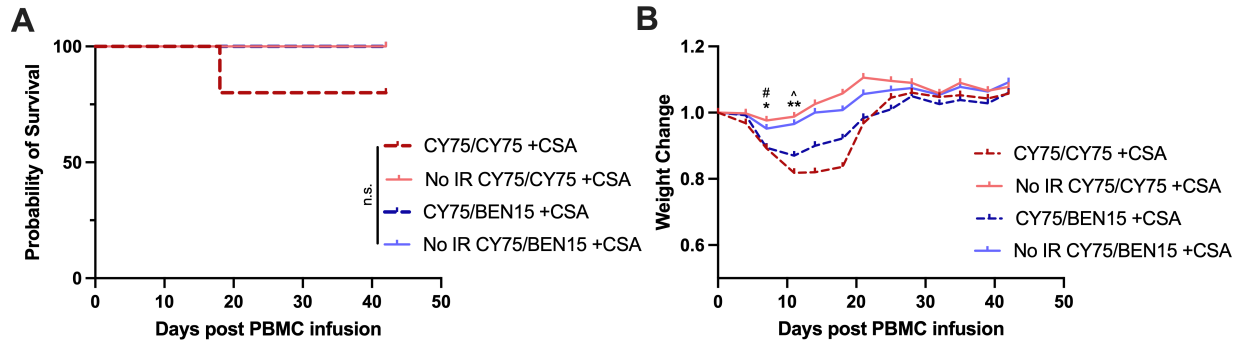 A
Probability of Survival
100
50
0
0 10 20 30 40 50
Days post PBMC infusion
n.s.
CY75/CY75 +CSA
No IR CY75/CY75 +CSA
CY75/BEN15 +CSA
No IR CY75/BEN15 +CSA
B
Weight Change
1.2
1.0
0.8
0.6
# ^
* **
0 10 20 30 40 50
Days post PBMC infusion
CY75/CY75 +CSA
No IR CY75/CY75 +CSA
CY75/BEN15 +CSA
No IR CY75/BEN15 +CSA